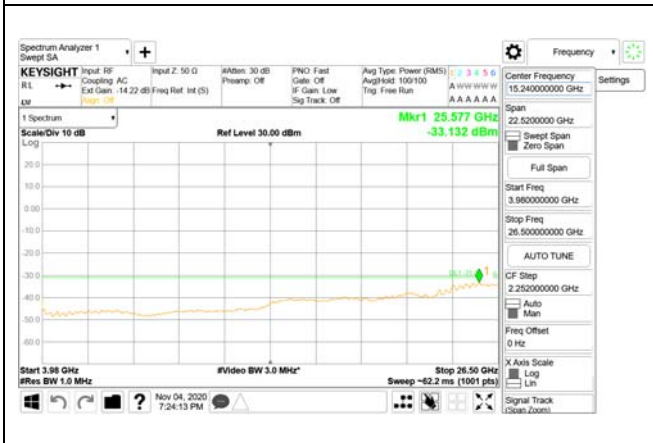 Spectrum Analyzer 1
Swept SA
+
Frequency
KEYSIGHT
Input: RF
Coupling: AC
Ext Gain: -14.22 dB
Align: Off
Input Z: 50 Ω
Freq Ref: Int (S)
#Atten: 30 dB
Preamp: Off
PNO: Fast
Gate: Off
IF Gain: Low
Sig Track: Off
Avg Type: Power (RMS)
Avg|Hold: 100/100
Trig: Free Run
1 2 3 4 5 6
A W W W W W
A A A A A A
RL
1 Spectrum
Scale/Div 10 dB
Ref Level 30.00 dBm
Mkr1 25.577 GHz
-33.132 dBm
Log
20.0
10.0
0.00
-10.0
-20.0
-30.0
-40.0
-50.0
-60.0
1
Start 3.98 GHz
#Res BW 1.0 MHz
#Video BW 3.0 MHz*
Stop 26.50 GHz
Sweep ~62.2 ms (1001 pts)
Nov 04, 2020
7:24:13 PM
Center Frequency
15.240000000 GHz
Settings
Span
22.5200000 GHz
Swept Span
Zero Span
Full Span
Start Freq
3.980000000 GHz
Stop Freq
26.500000000 GHz
AUTO TUNE
CF Step
2.252000000 GHz
Auto
Man
Freq Offset
0 Hz
X Axis Scale
Log
Lin
Signal Track
(Span Zoom)